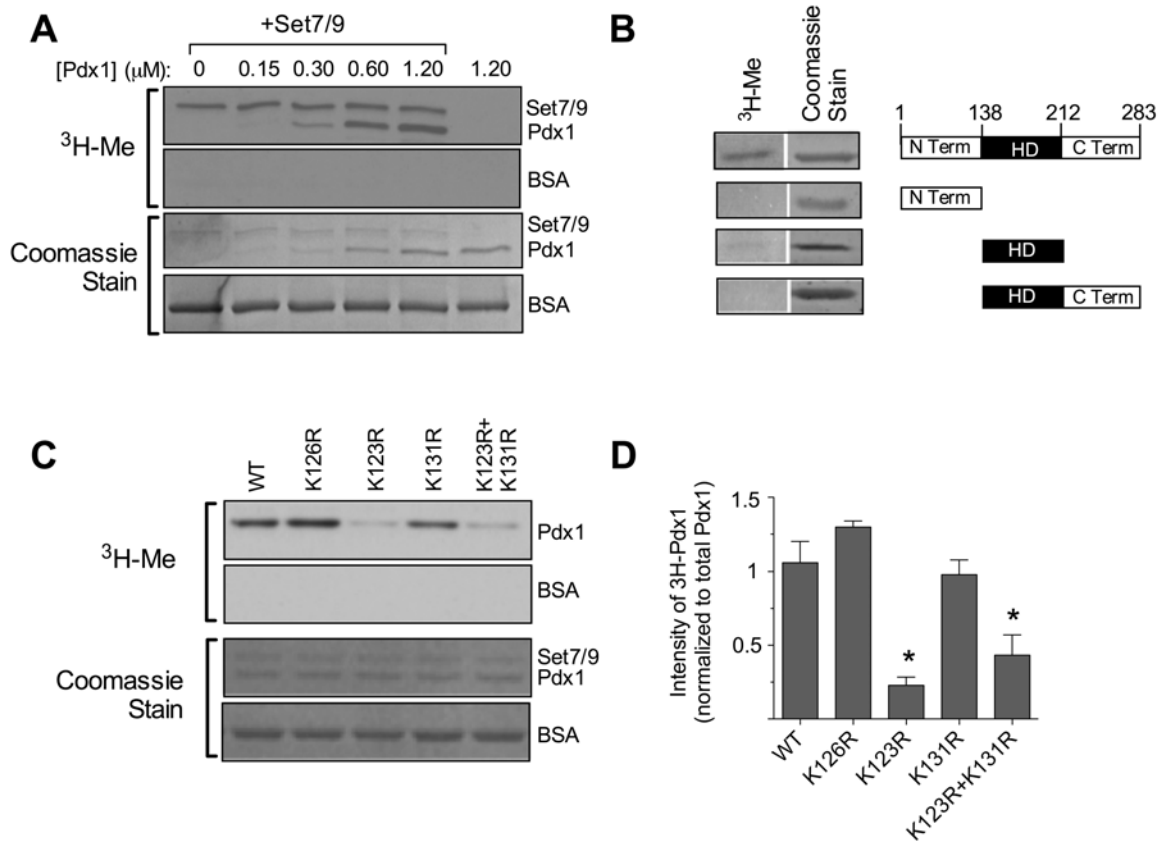 A
+Set7/9
[Pdx1] (μM): 0 0.15 0.30 0.60 1.20 1.20
³H-Me
Set7/9
Pdx1
BSA
Coomassie
Stain
Set7/9
Pdx1
BSA
B
³H-Me
Coomassie
Stain
1 138 212 283
N Term HD C Term
N Term
HD
HD C Term
C
WT
K126R
K123R
K131R
K123R+
K131R
³H-Me
Pdx1
BSA
Coomassie
Stain
Set7/9
Pdx1
BSA
D
Intensity of 3H-Pdx1
(normalized to total Pdx1)
1.5
1
0.5
*
*
WT
K126R
K123R
K131R
K123R+K131R